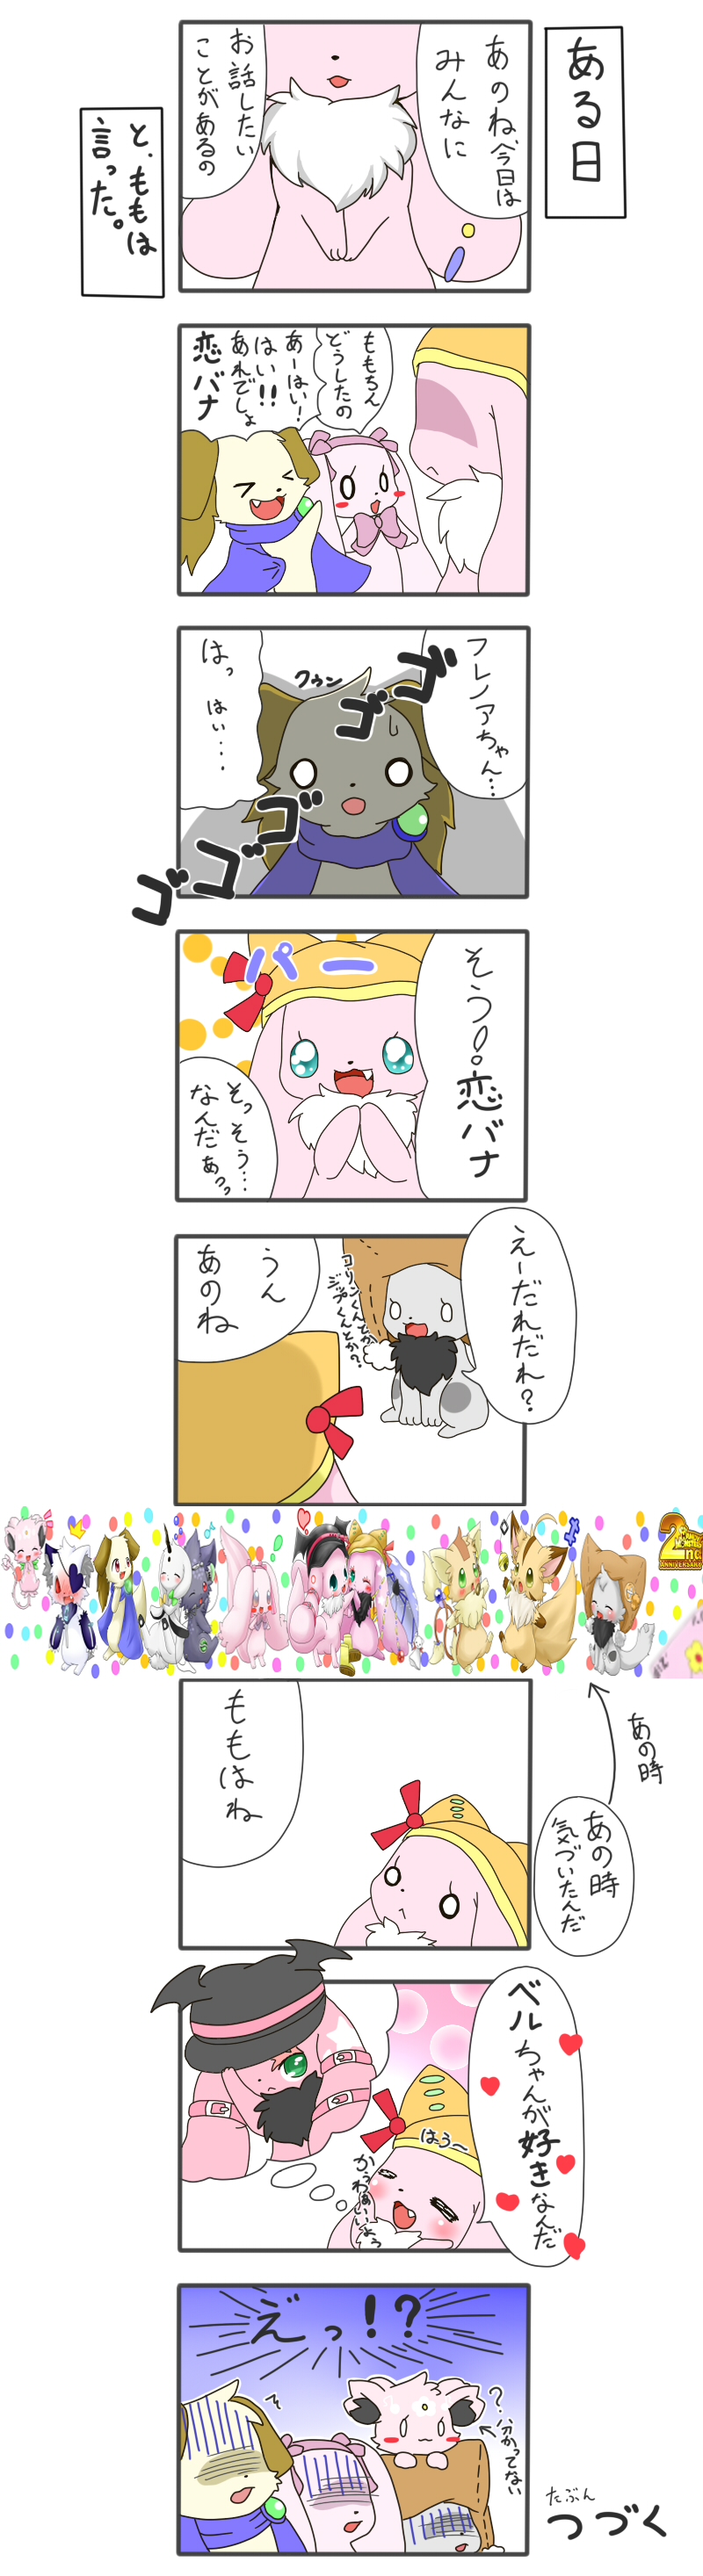 ある日
あのね、今日は
みんなに
お話したい
ことがあるの
と、ももは
言った。
ももちん
どうしたの
あーはい!
はい!!
あれでしょ
恋バナ
フレノアちゃん…
ゴゴゴゴゴ
クゥン
はっ
はい…
そう!
恋バナ
パー
そっそう…
なんだぁっっ
えーだれだれ?
コリンくんとか
ジップくんとか?
うん
あのね
2nd
ANNIVERSARY
あの時
あの時
気づいたんだ
ももはね
ベル
ちゃんが
好き
なんだ
はぅ〜
かぅわぁいいよぅ
えっ!?
?
分かってない
たぶん
つづく